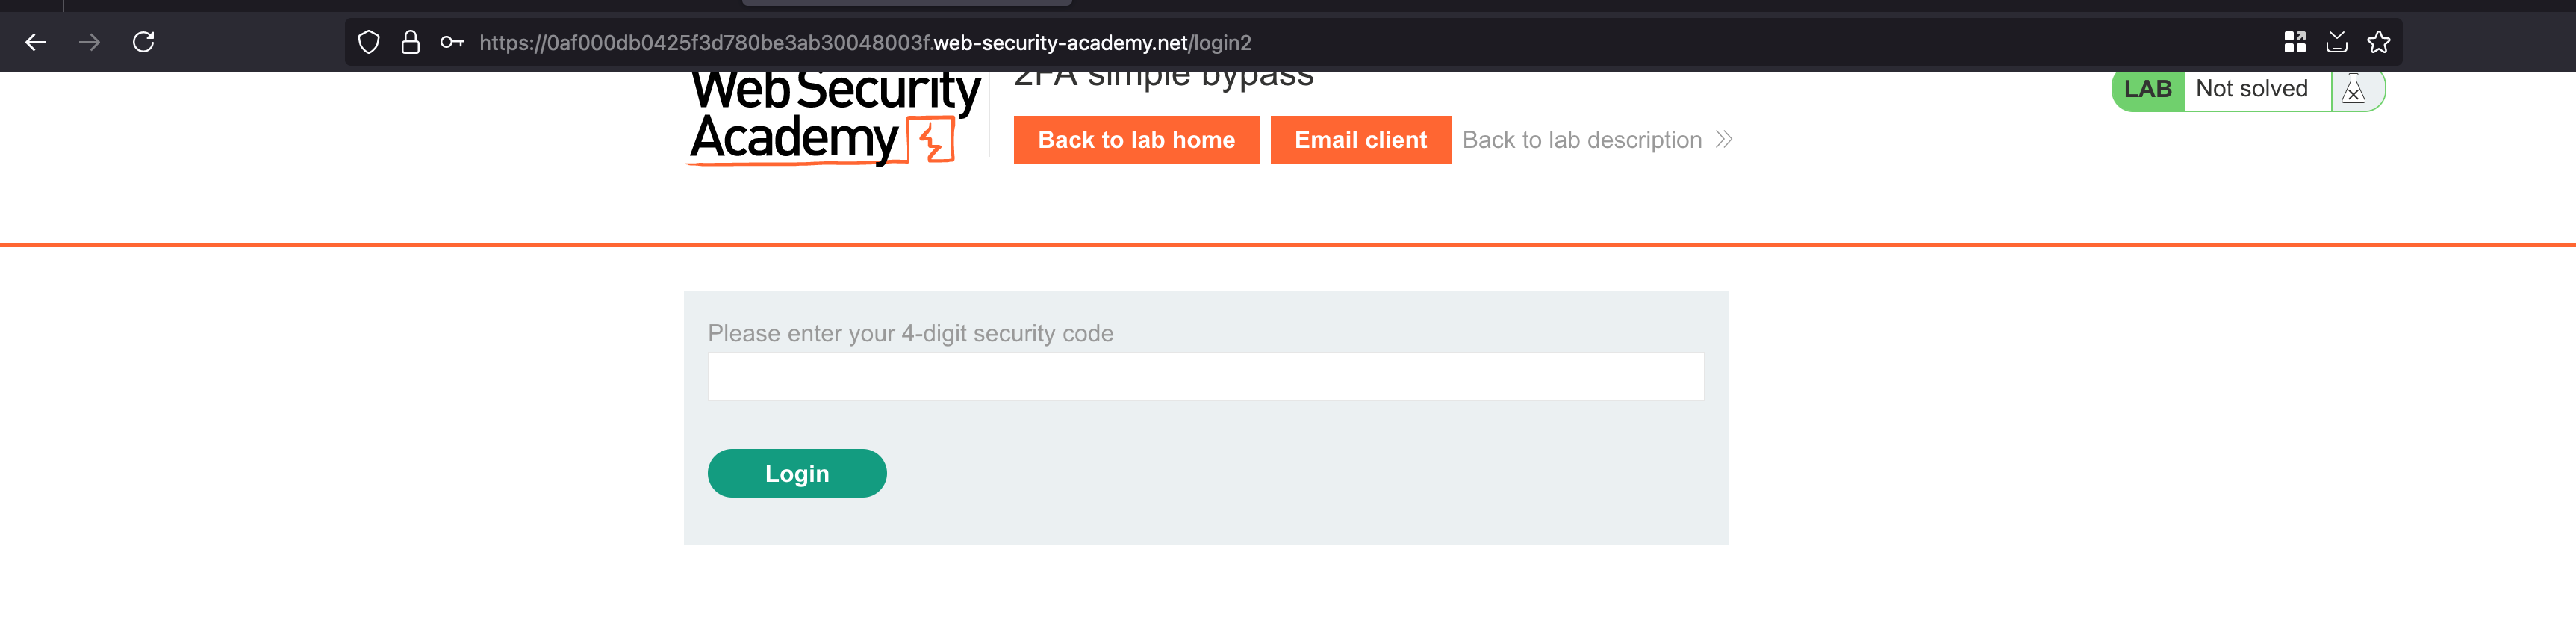 https://0af000db0425f3d780be3ab30048003f.web-security-academy.net/login2
Web Security
Academy
2FA simple bypass
LAB Not solved
Back to lab home Email client Back to lab description
Please enter your 4-digit security code
Login